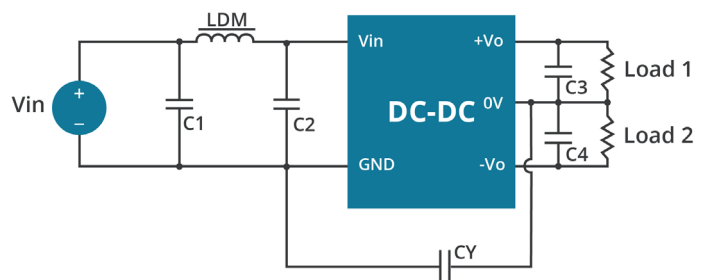 LDM
Vin
+
−
C1
C2
Vin
GND
DC-DC
+Vo
0V
-Vo
C3
C4
Load 1
Load 2
CY